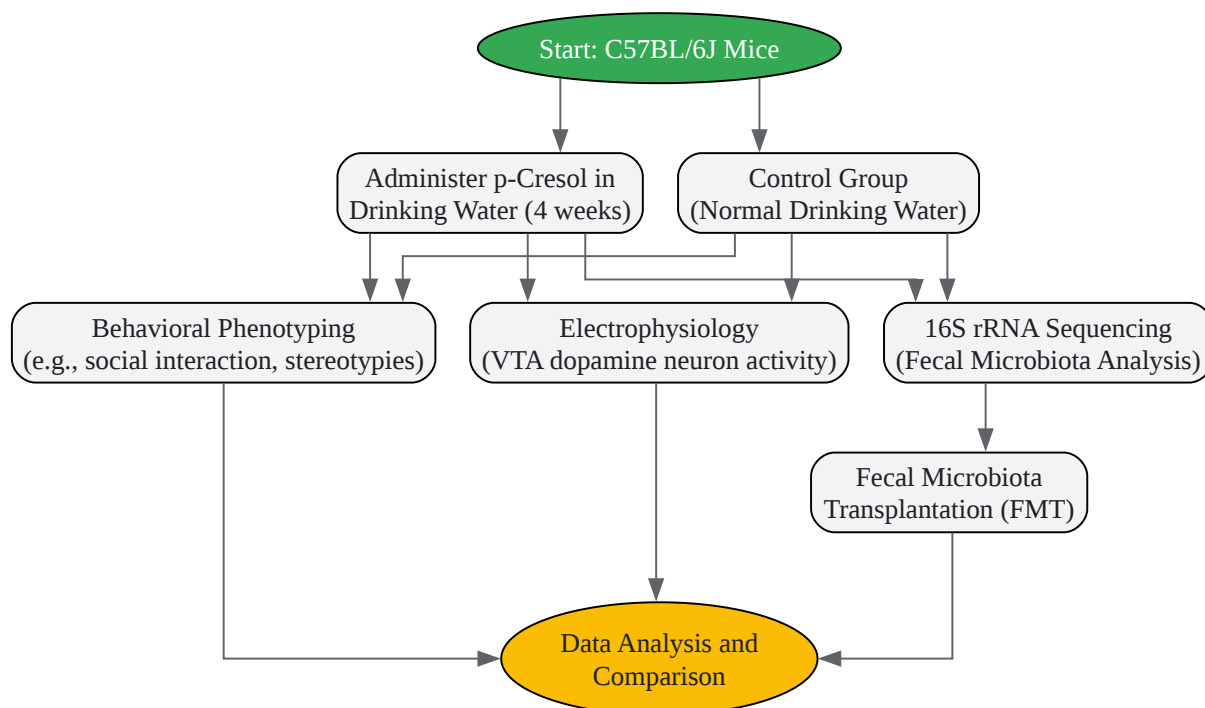 Start: C57BL/6J Mice
Administer p-Cresol in
Drinking Water (4 weeks)
Control Group
(Normal Drinking Water)
Behavioral Phenotyping
(e.g., social interaction, stereotypies)
Electrophysiology
(VTA dopamine neuron activity)
16S rRNA Sequencing
(Fecal Microbiota Analysis)
Fecal Microbiota
Transplantation (FMT)
Data Analysis and
Comparison